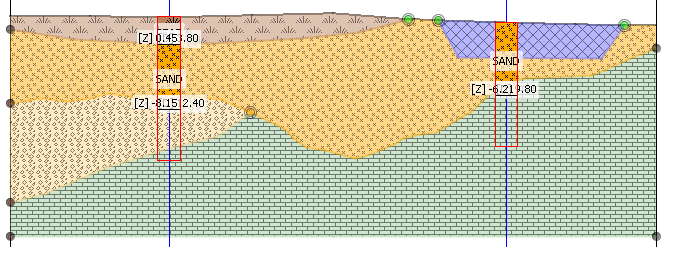 [Z] 0.45 .80
SAND
[Z] -8.15 2.40
SAND
[Z] -6.21 9.80